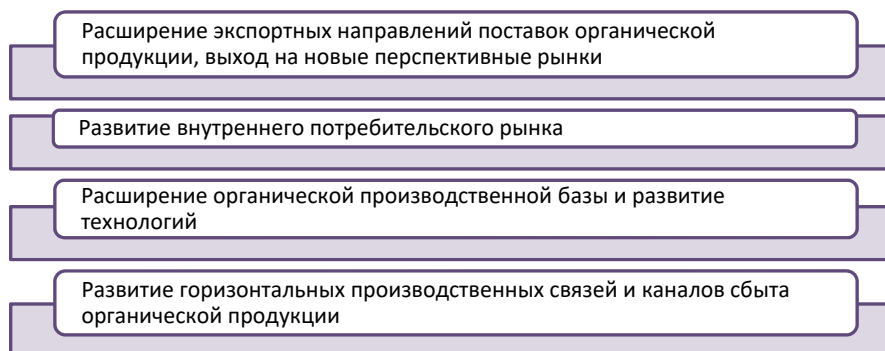 Расширение экспортных направлений поставок органической
продукции, выход на новые перспективные рынки
Развитие внутреннего потребительского рынка
Расширение органической производственной базы и развитие
технологий
Развитие горизонтальных производственных связей и каналов сбыта
органической продукции